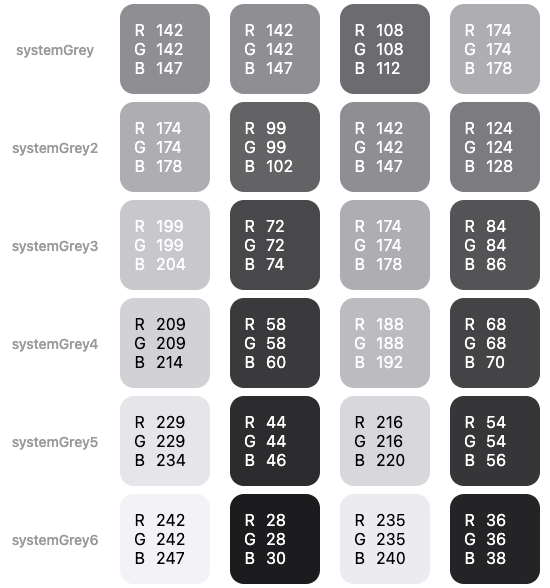 systemGrey
R 142
G 142
B 147
R 142
G 142
B 147
R 108
G 108
B 112
R 174
G 174
B 178
systemGrey2
R 174
G 174
B 178
R 99
G 99
B 102
R 142
G 142
B 147
R 124
G 124
B 128
systemGrey3
R 199
G 199
B 204
R 72
G 72
B 74
R 174
G 174
B 178
R 84
G 84
B 86
systemGrey4
R 209
G 209
B 214
R 58
G 58
B 60
R 188
G 188
B 192
R 68
G 68
B 70
systemGrey5
R 229
G 229
B 234
R 44
G 44
B 46
R 216
G 216
B 220
R 54
G 54
B 56
systemGrey6
R 242
G 242
B 247
R 28
G 28
B 30
R 235
G 235
B 240
R 36
G 36
B 38